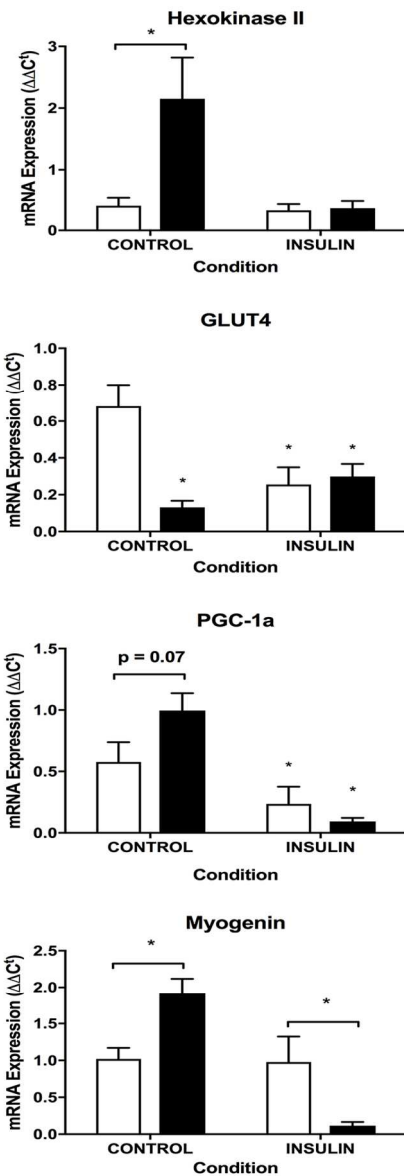 Hexokinase II
*
mRNA Expression (ΔΔCᵗ)
3
2
1
0
CONTROL INSULIN
Condition
GLUT4
mRNA Expression (ΔΔCᵗ)
1.0
0.8
0.6
0.4
0.2
0.0
* * *
CONTROL INSULIN
Condition
PGC-1a
p = 0.07
mRNA Expression (ΔΔCᵗ)
1.5
1.0
0.5
0.0
* *
CONTROL INSULIN
Condition
Myogenin
* *
mRNA Expression (ΔΔCᵗ)
2.5
2.0
1.5
1.0
0.5
0.0
CONTROL INSULIN
Condition